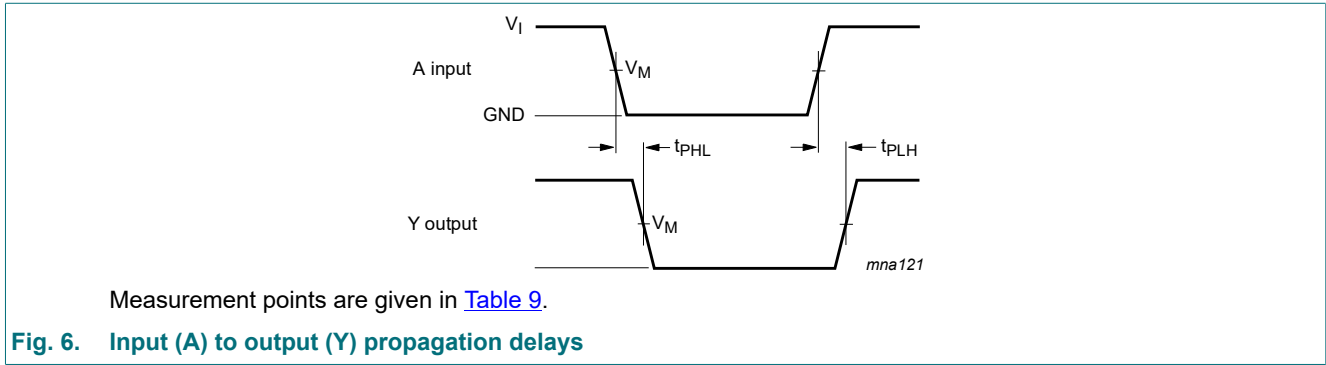 VI
A input
VM
GND
tPHL
tPLH
Y output
VM
mna121
Measurement points are given in Table 9.
Fig. 6. Input (A) to output (Y) propagation delays